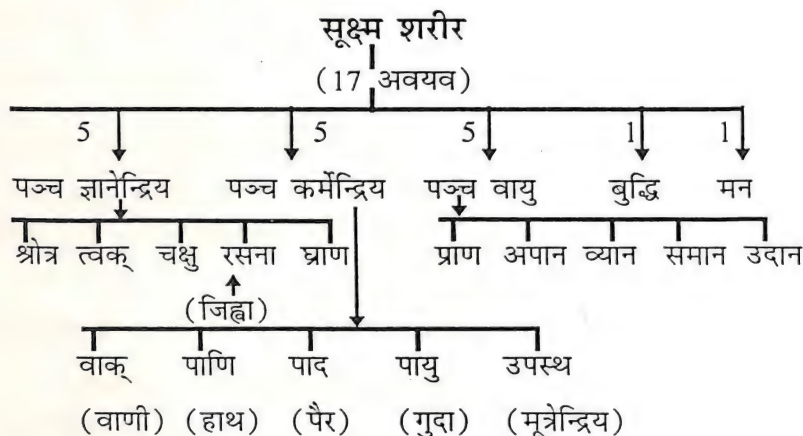 सूक्ष्म शरीर
(17 अवयव)
5 5 5 1 1
पञ्च ज्ञानेन्द्रिय पञ्च कर्मेन्द्रिय पञ्च वायु बुद्धि मन
श्रोत्र त्वक् चक्षु रसना घ्राण प्राण अपान व्यान समान उदान
(जिह्वा)
वाक् पाणि पाद पायु उपस्थ
(वाणी) (हाथ) (पैर) (गुदा) (मूत्रेन्द्रिय)